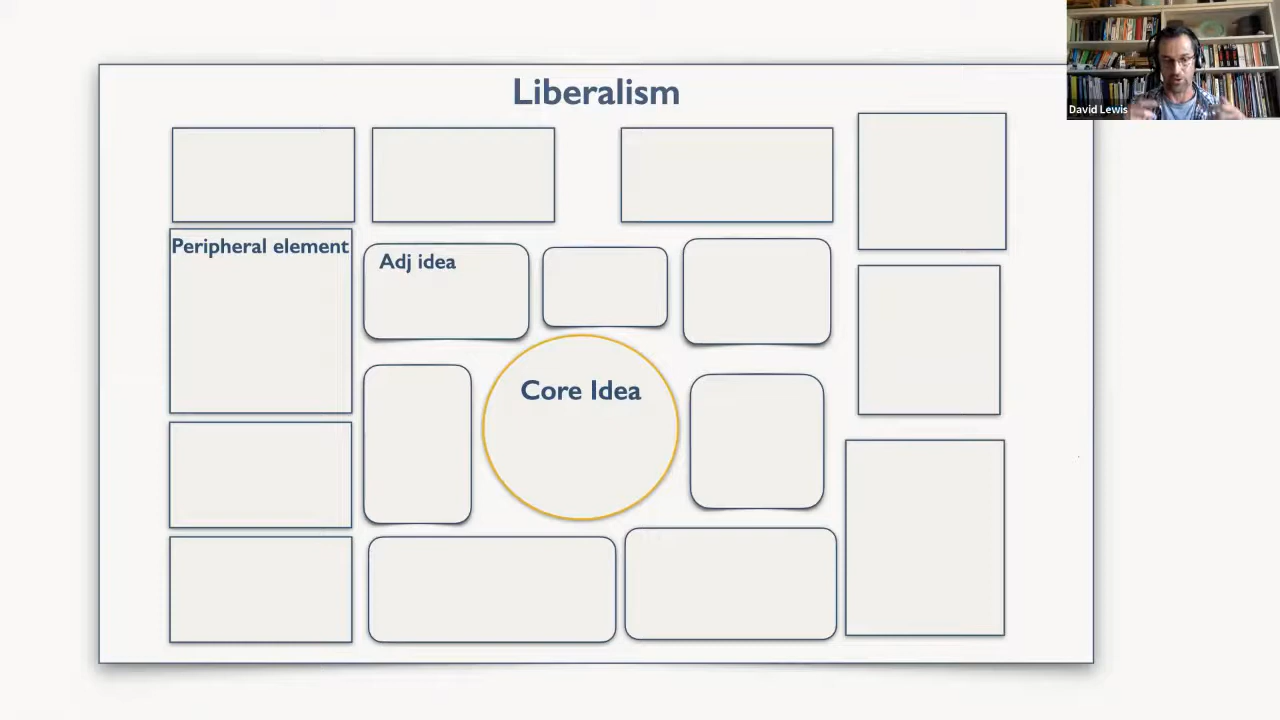 Liberalism
David Lewis
Peripheral element
Adj idea
Core Idea